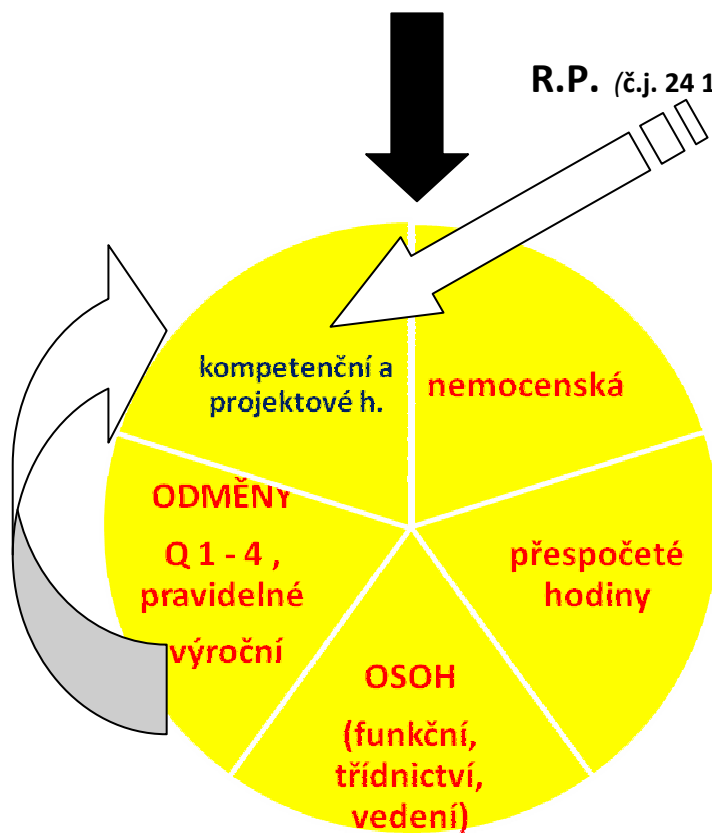 R.P. (č.j. 24 1
kompetenční a
projektové h.
nemocenská
ODMĚNY
Q 1 - 4 ,
pravidelné
výroční
přespočeté
hodiny
OSOH
(funkční,
třídnictví,
vedení)